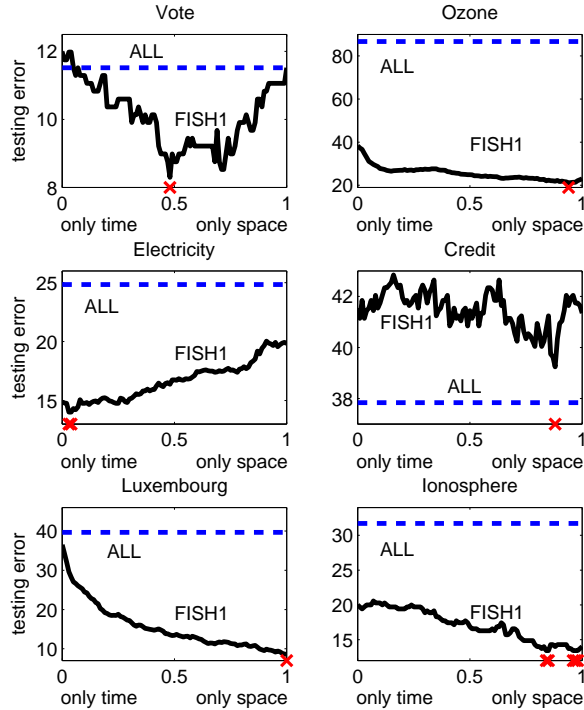 Vote
testing error
12
10
8
ALL
FISH1
0
0.5
1
only time
only space
Ozone
80
60
40
20
ALL
FISH1
0
0.5
1
only time
only space
Electricity
testing error
25
20
15
ALL
FISH1
0
0.5
1
only time
only space
Credit
42
40
38
FISH1
ALL
0
0.5
1
only time
only space
Luxembourg
testing error
40
30
20
10
ALL
FISH1
0
0.5
1
only time
only space
Ionosphere
30
25
20
15
ALL
FISH1
0
0.5
1
only time
only space